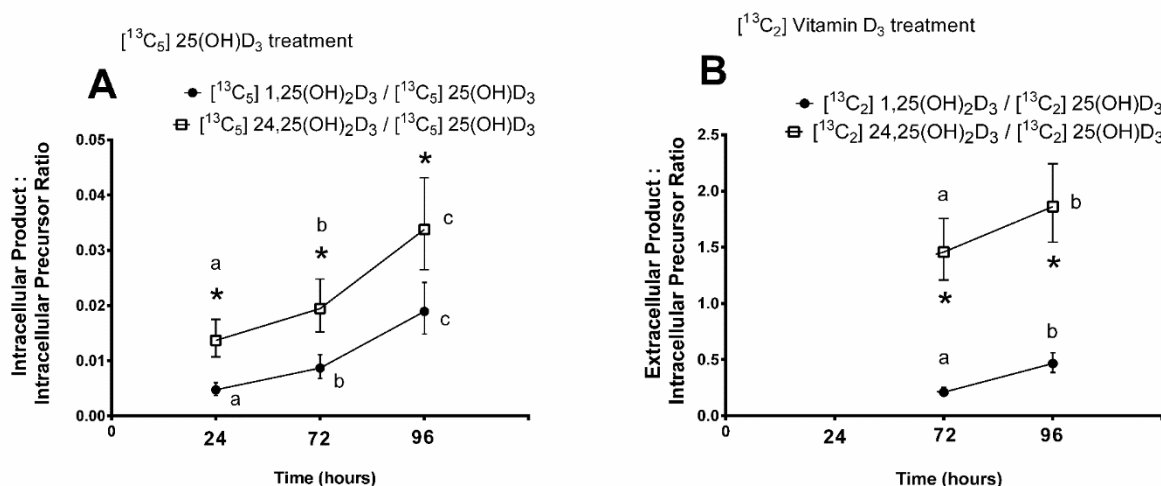 [¹³C₅] 25(OH)D₃ treatment
A
[¹³C₅] 1,25(OH)₂D₃ / [¹³C₅] 25(OH)D₃
[¹³C₅] 24,25(OH)₂D₃ / [¹³C₅] 25(OH)D₃
Intracellular Product :
Intracellular Precursor Ratio
0.05
0.04
0.03
0.02
0.01
0.00
a
*
b
*
*
c
a
b
c
0
24
72
96
Time (hours)
[¹³C₂] Vitamin D₃ treatment
B
[¹³C₂] 1,25(OH)₂D₃ / [¹³C₂] 25(OH)D₃
[¹³C₂] 24,25(OH)₂D₃ / [¹³C₂] 25(OH)D₃
Extracellular Product :
Intracellular Precursor Ratio
2.5
2.0
1.5
1.0
0.5
0.0
a
*
b
*
a
b
0
24
72
96
Time (hours)